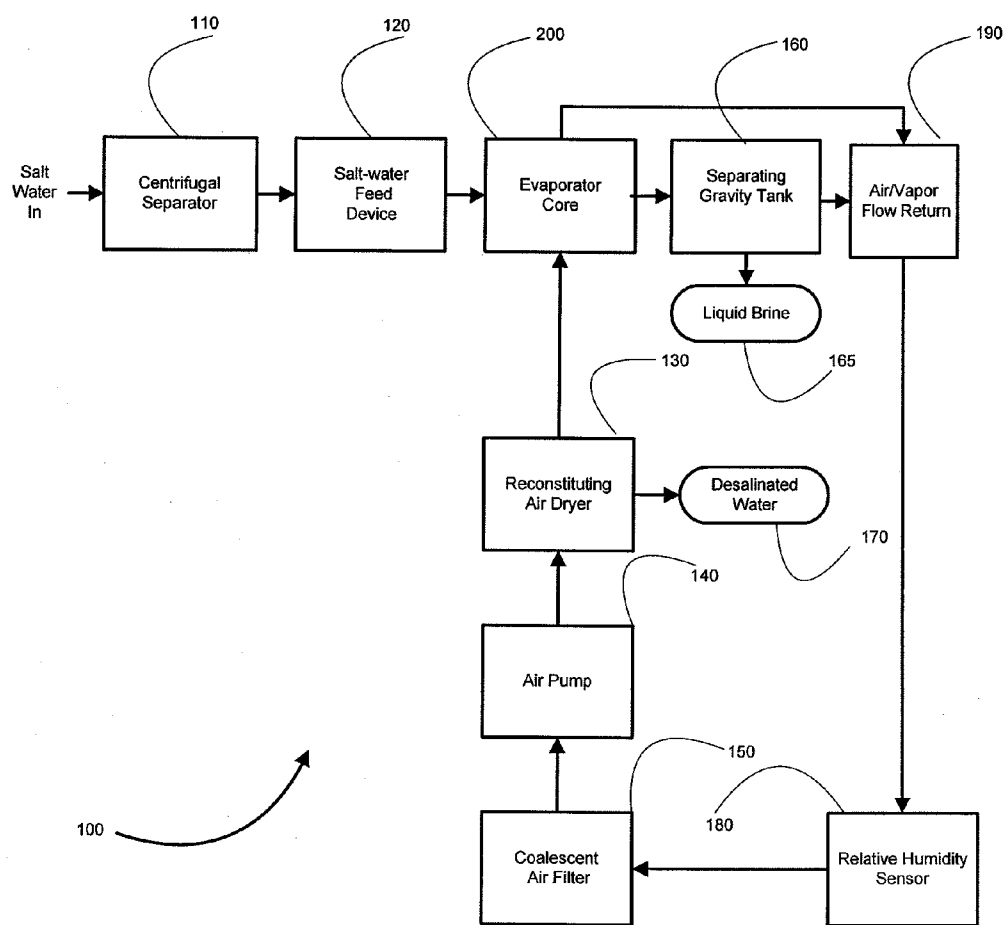 110
120
200
160
190
Salt
Water
In
Centrifugal
Separator
Salt-water
Feed
Device
Evaporator
Core
Separating
Gravity Tank
Air/Vapor
Flow Return
Liquid Brine
130
165
Reconstituting
Air Dryer
Desalinated
Water
170
140
Air Pump
150
180
100
Coalescent
Air Filter
Relative Humidity
Sensor